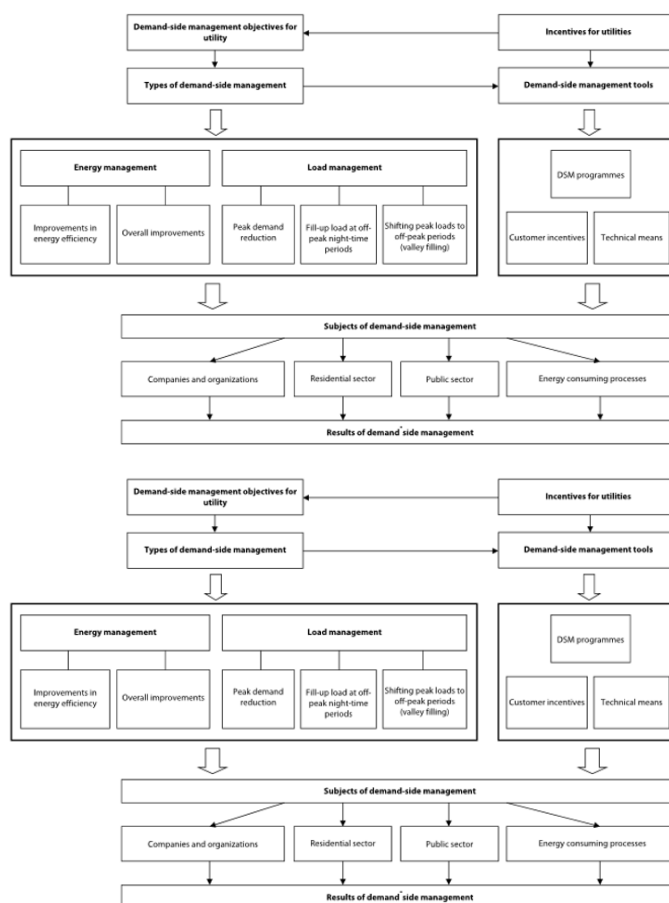 Demand-side management objectives for
utility
Incentives for utilities
Types of demand-side management
Demand-side management tools
Energy management
Load management
DSM programmes
Improvements in
energy efficiency
Overall improvements
Peak demand
reduction
Fill-up load at off-
peak night-time
periods
Shifting peak loads to
off-peak periods
(valley filling)
Customer incentives
Technical means
Subjects of demand-side management
Companies and organizations
Residential sector
Public sector
Energy consuming processes
Results of demand-side management
Demand-side management objectives for
utility
Incentives for utilities
Types of demand-side management
Demand-side management tools
Energy management
Load management
DSM programmes
Improvements in
energy efficiency
Overall improvements
Peak demand
reduction
Fill-up load at off-
peak night-time
periods
Shifting peak loads to
off-peak periods
(valley filling)
Customer incentives
Technical means
Subjects of demand-side management
Companies and organizations
Residential sector
Public sector
Energy consuming processes
Results of demand-side management